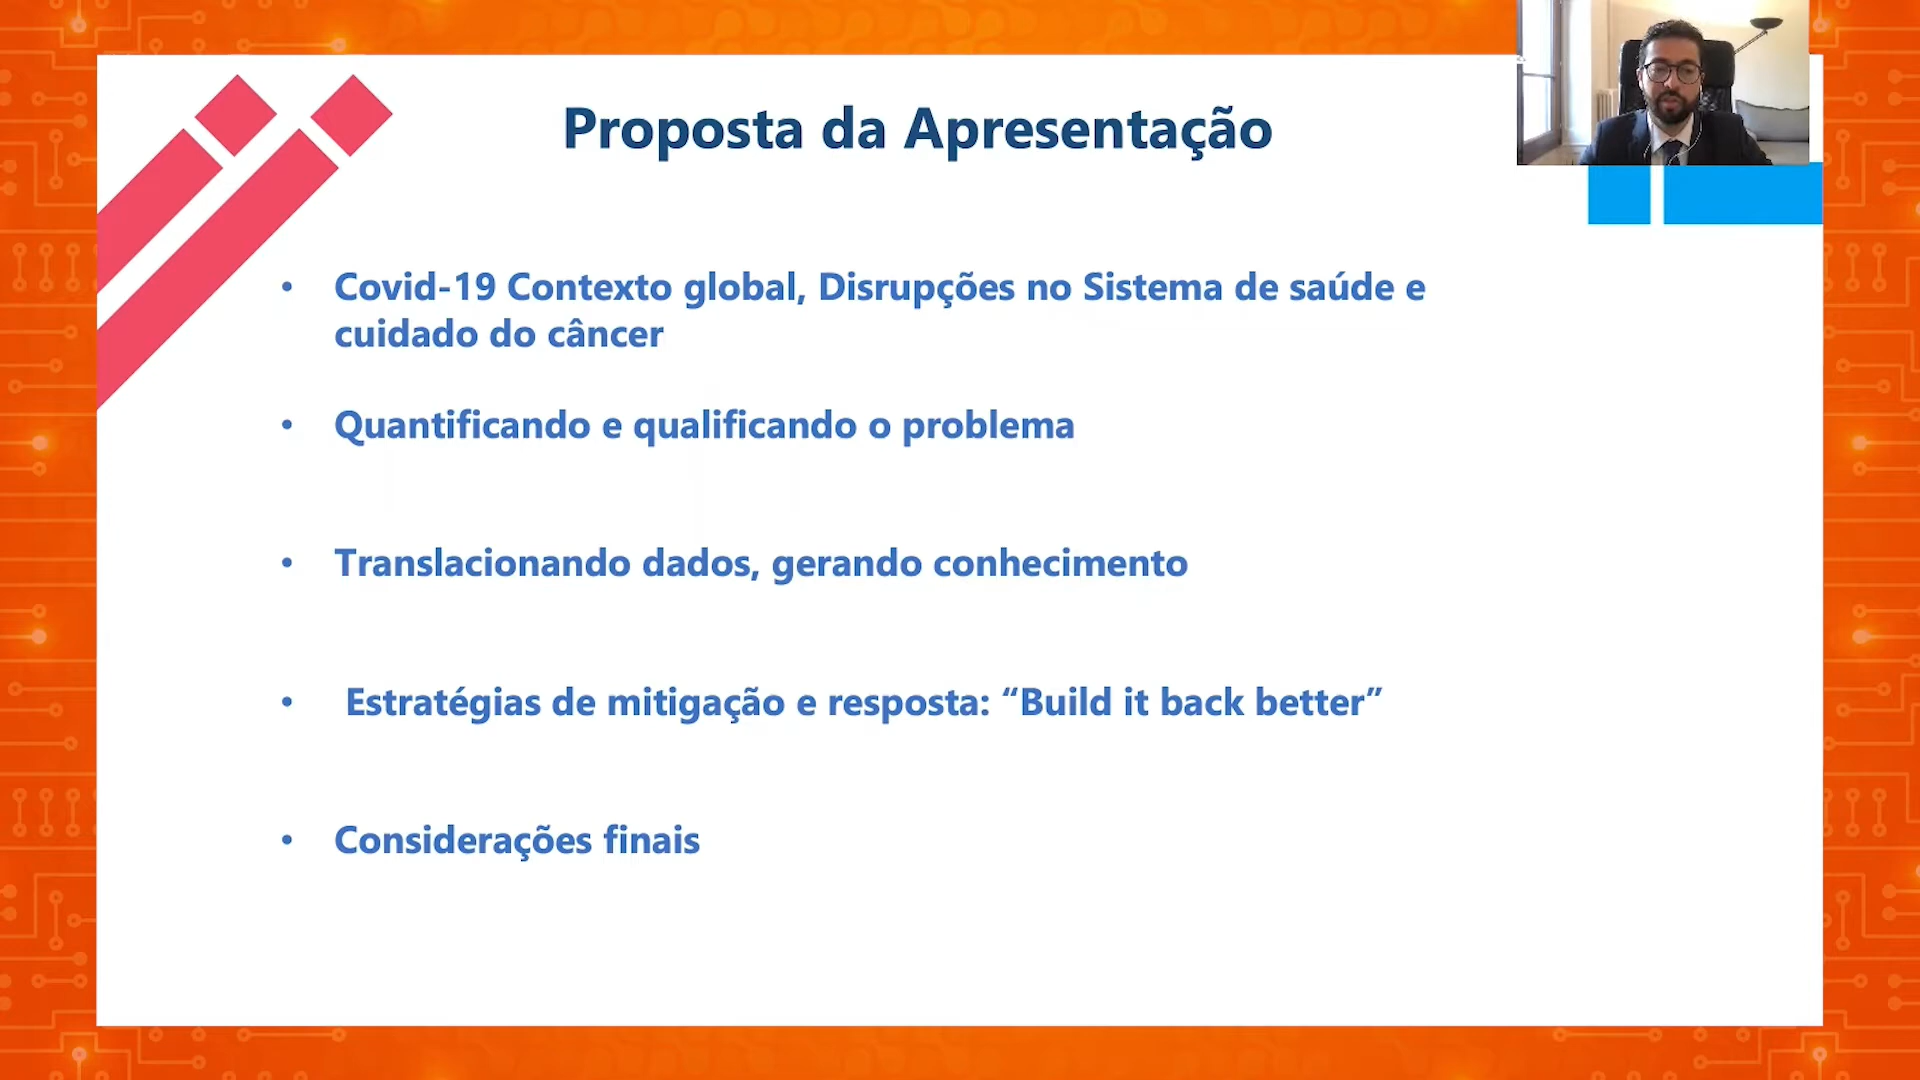 Proposta da Apresentação
• Covid-19 Contexto global, Disrupções no Sistema de saúde e
cuidado do câncer
• Quantificando e qualificando o problema
• Translacionando dados, gerando conhecimento
• Estratégias de mitigação e resposta: “Build it back better”
• Considerações finais